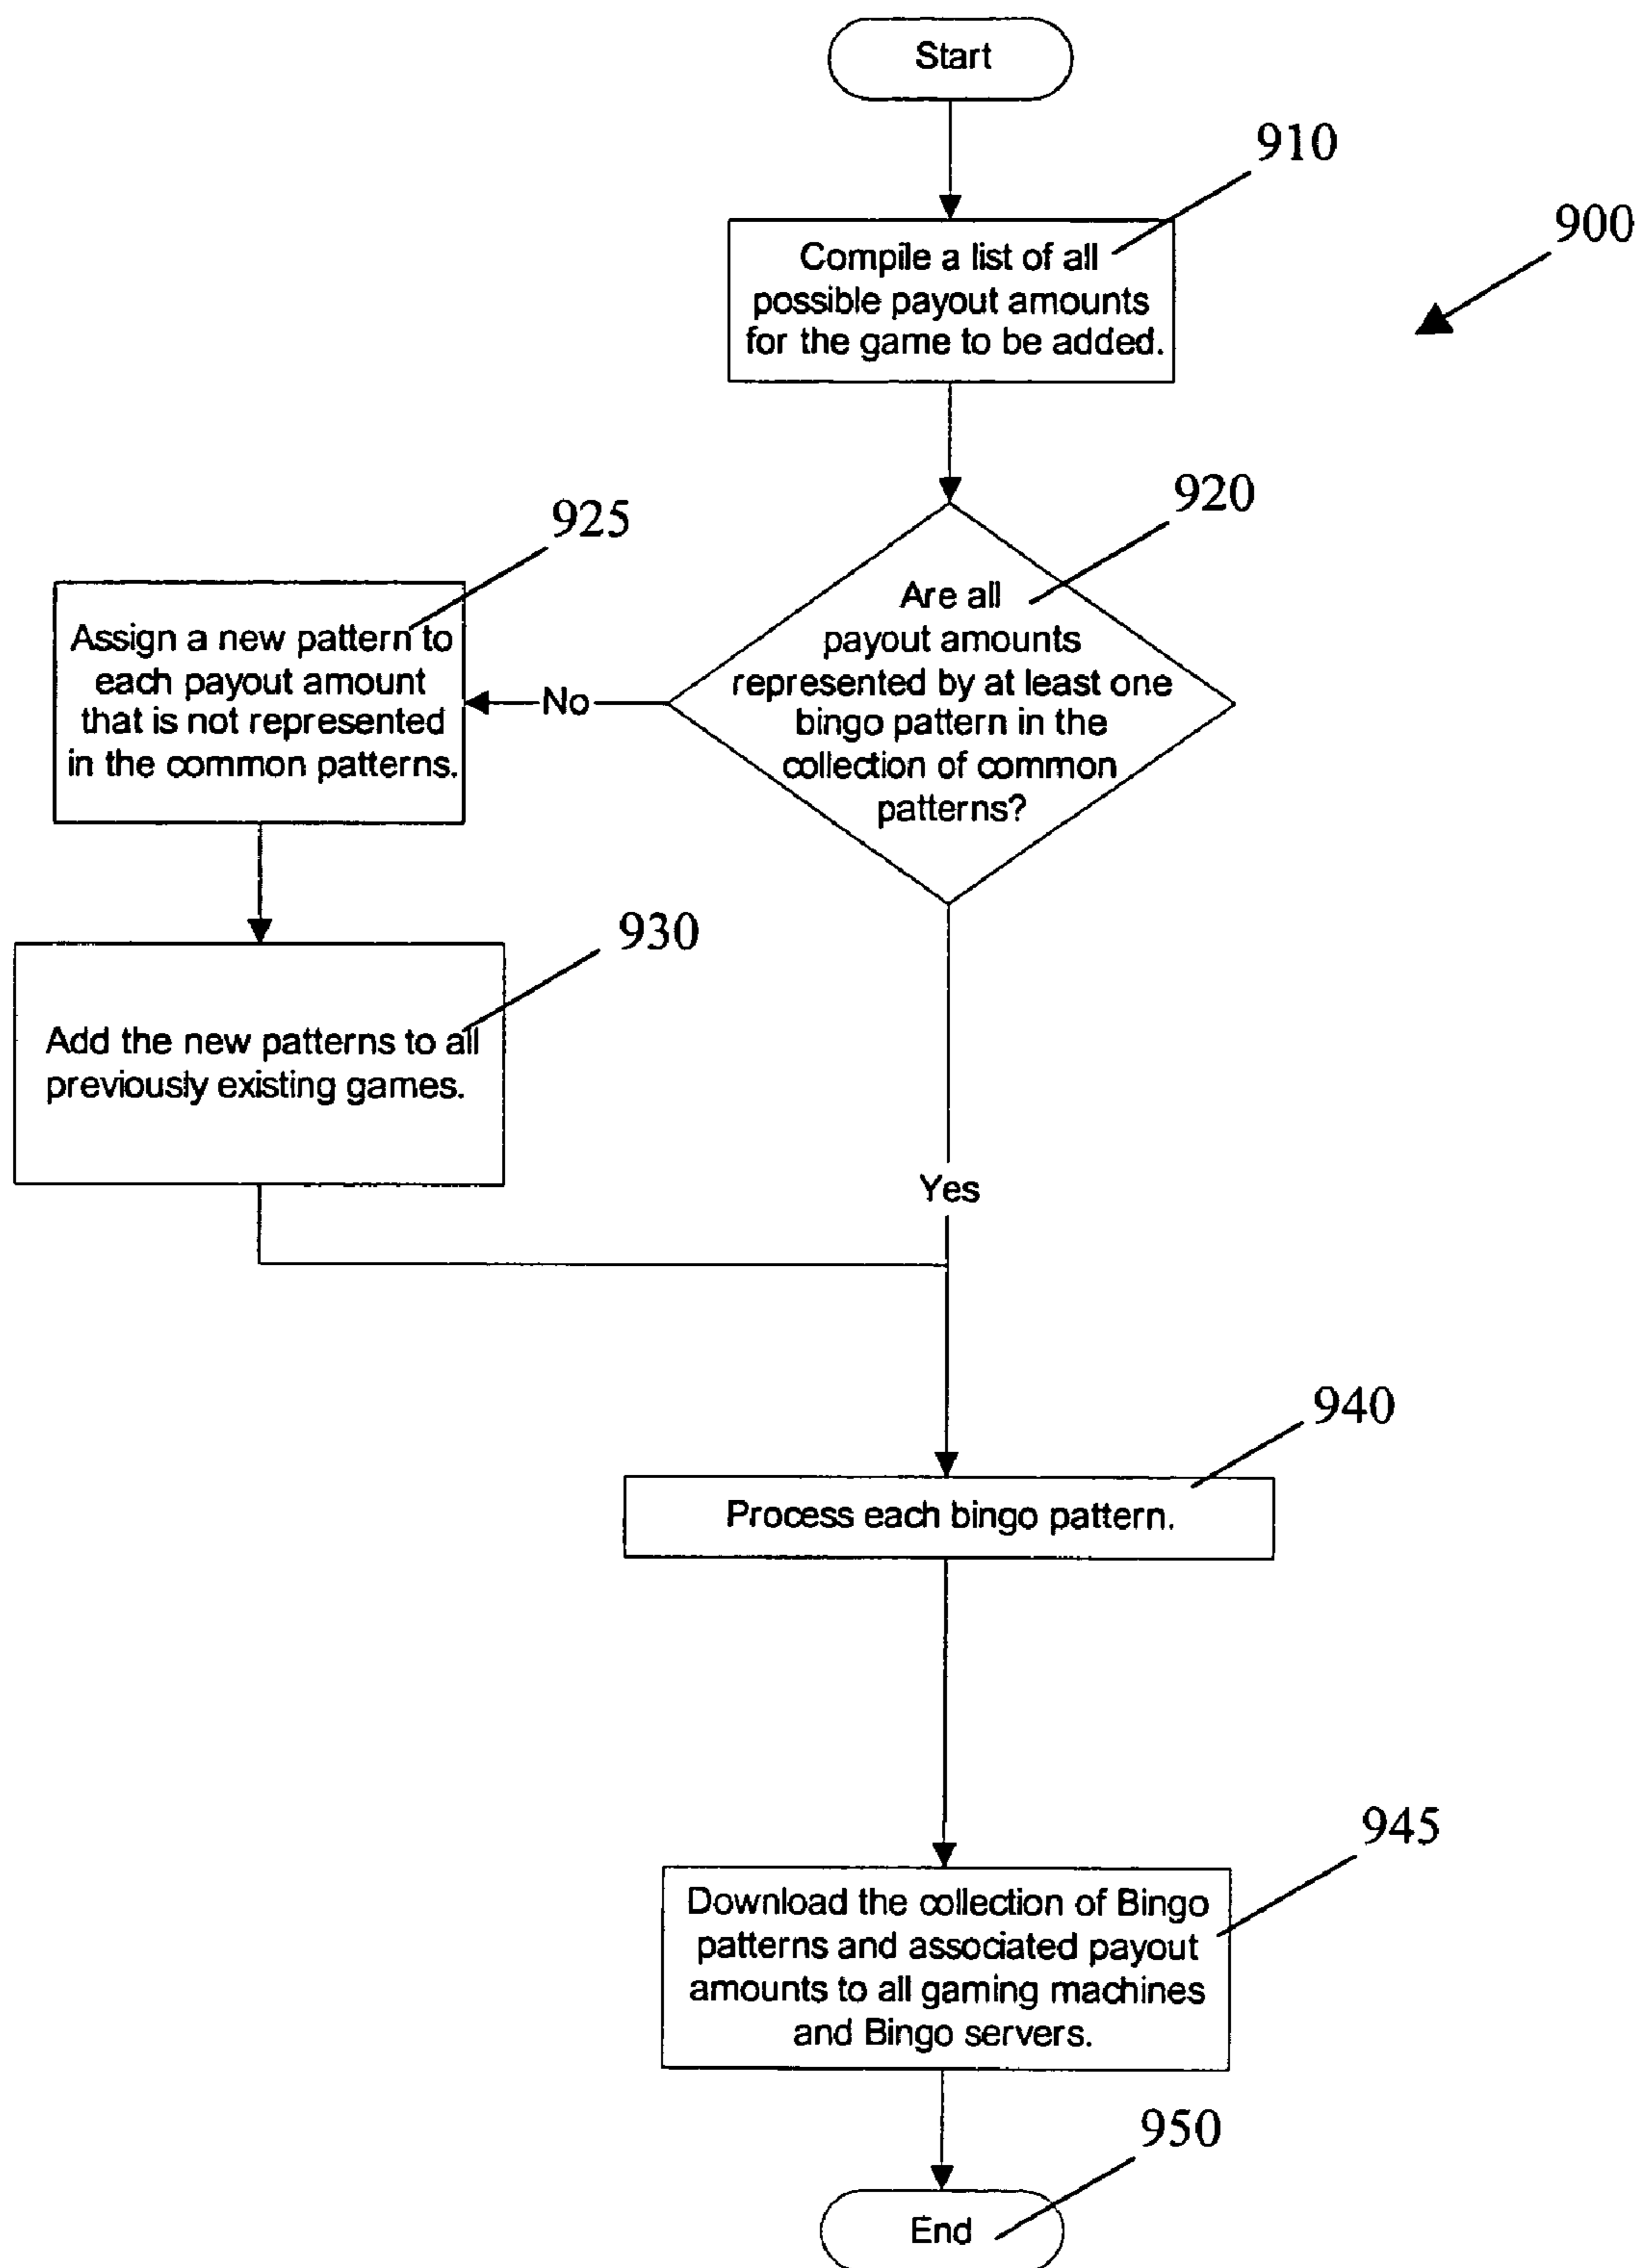 Start
910
900
Compile a list of all
possible payout amounts
for the game to be added.
920
925
Are all
payout amounts
represented by at least one
bingo pattern in the
collection of common
patterns?
No
Assign a new pattern to
each payout amount
that is not represented
in the common patterns.
930
Add the new patterns to all
previously existing games.
Yes
940
Process each bingo pattern.
945
Download the collection of Bingo
patterns and associated payout
amounts to all gaming machines
and Bingo servers.
950
End